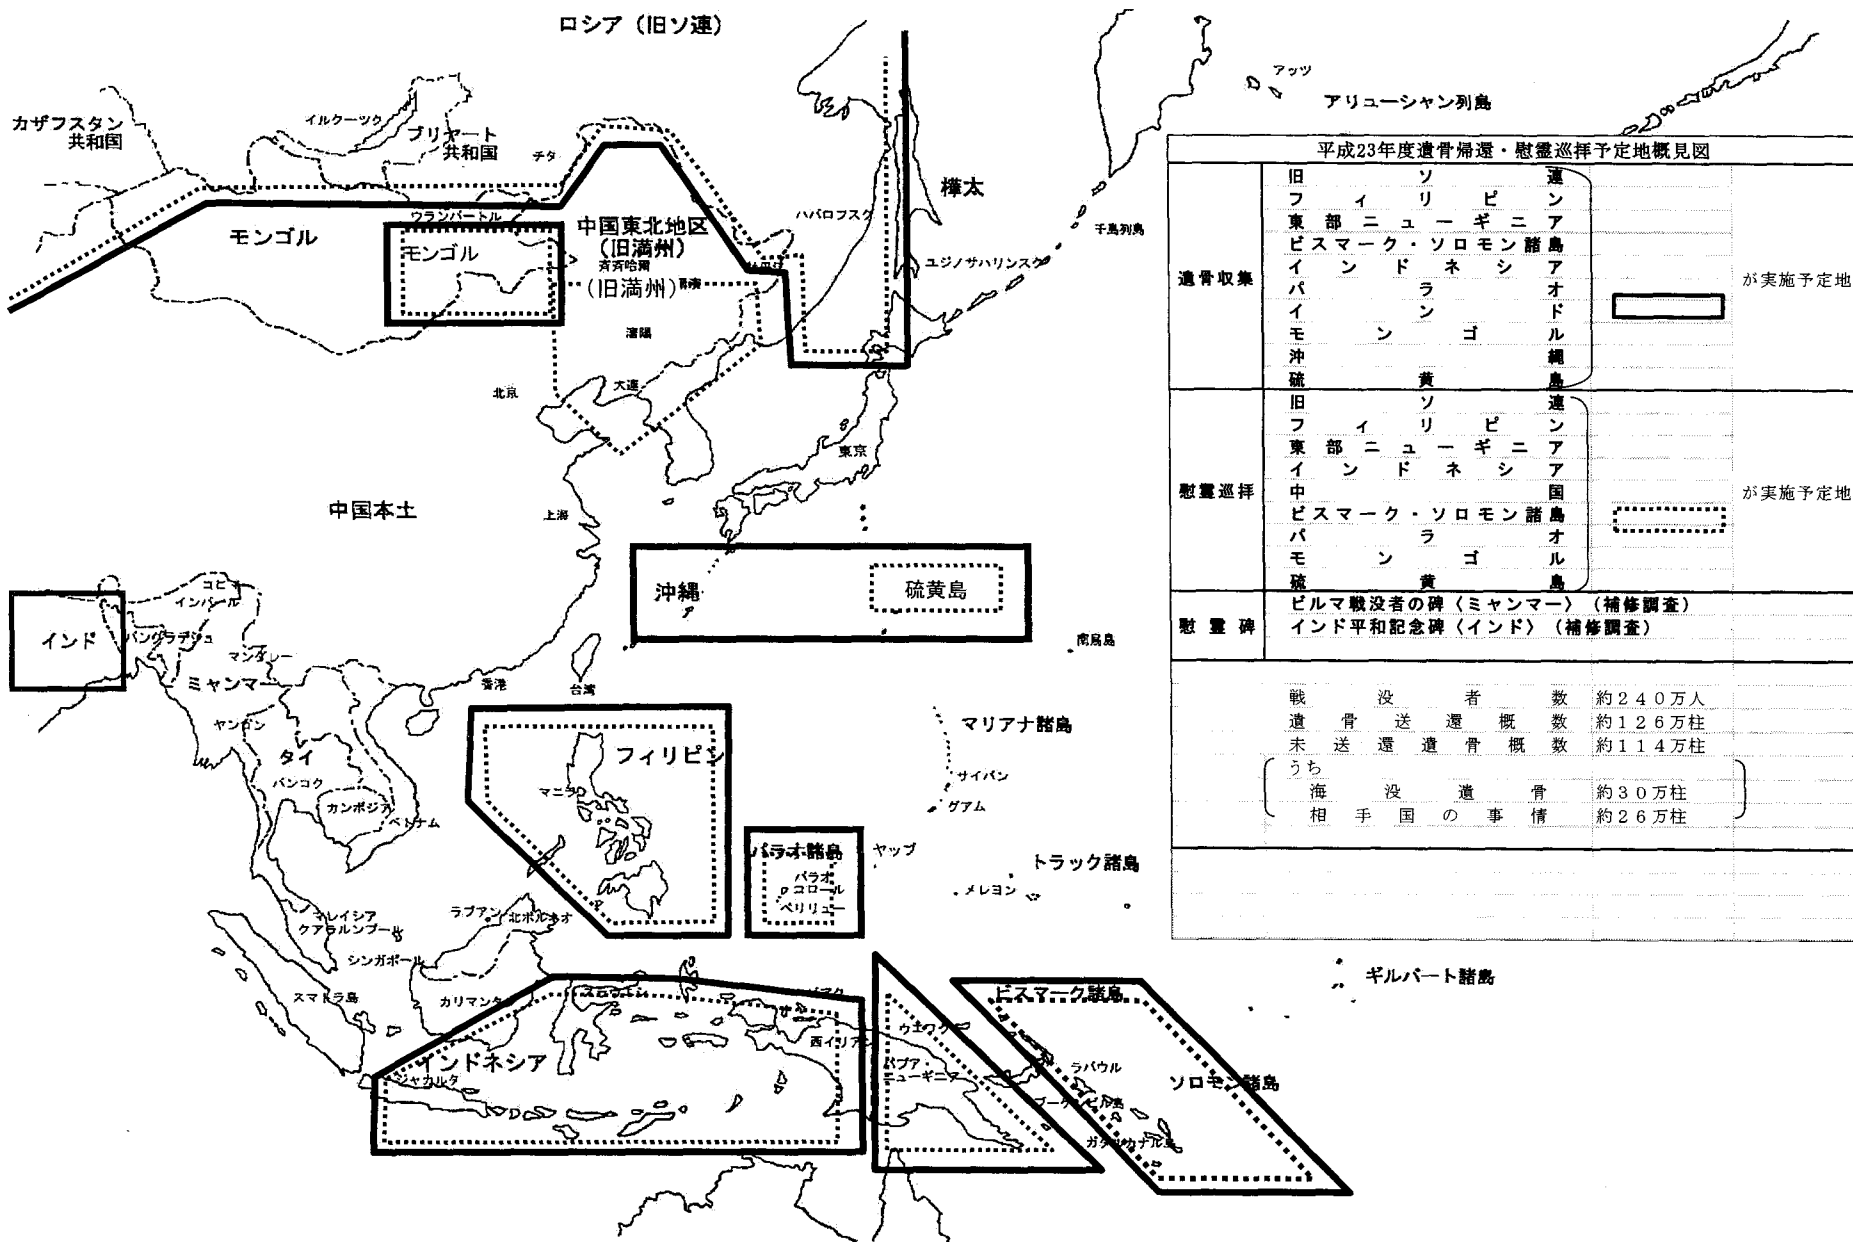 ロシア（旧ソ連）
アッツ
アリューシャン列島
カザフスタン
共和国
イルクーツク
ブリヤート
共和国
チタ
樺太
ハバロフスク
千島列島
ウランバートル
モンゴル
中国東北地区
（旧満州）
モンゴル
斉斉哈爾
（旧満州）
ユジノサハリンスク
瀋陽
北京
大連
東京
中国本土
上海
沖縄
硫黄島
南鳥島
コヒマ
インパール
インド
バングラデシュ
マンダレー
ミャンマー
香港
台湾
ヤンゴン
タイ
バンコク
カンボジア
ベトナム
フィリピン
マニラ
マリアナ諸島
サイパン
グアム
パラオ諸島
パラオ
コロール
ペリリュー
ヤップ
トラック諸島
メレヨン
マレイシア
クアラルンプール
ラブアン
北ボルネオ
シンガポール
スマトラ島
カリマンタン
スラウェシ
ビアク
ギルバート諸島
ビスマーク諸島
西イリアン
ウエワク
インドネシア
ジャカルタ
パプア・
ニューギニア
ラバウル
ソロモン諸島
ブーゲンビル島
ガダルカナル島
平成23年度遺骨帰還・慰霊巡拝予定地概見図
遺骨収集
旧ソ連
フィリピン
東部ニューギニア
ビスマーク・ソロモン諸島
インドネシア
パラオ
インド
モンゴル
沖縄
硫黄島
が実施予定地
慰霊巡拝
旧ソ連
フィリピン
東部ニューギニア
インドネシア
中国
ビスマーク・ソロモン諸島
パラオ
モンゴル
硫黄島
が実施予定地
慰霊碑
ビルマ戦没者の碑〈ミャンマー〉（補修調査）
インド平和記念碑〈インド〉（補修調査）
戦没者数 約240万人
遺骨送還概数 約126万柱
未送還遺骨概数 約114万柱
うち
海没遺骨 約30万柱
相手国の事情 約26万柱